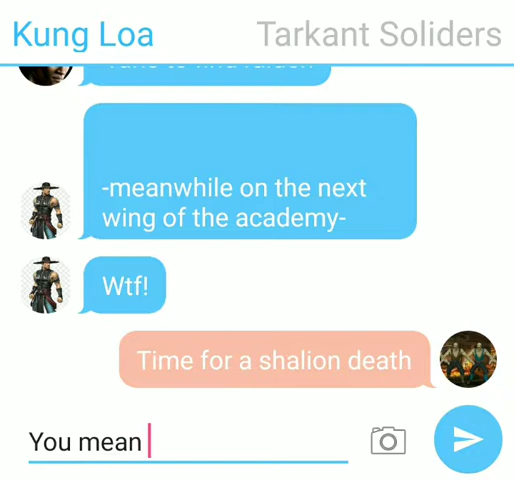 Kung Loa
Tarkant Soliders
-meanwhile on the next
wing of the academy-
Wtf!
Time for a shalion death
You mean